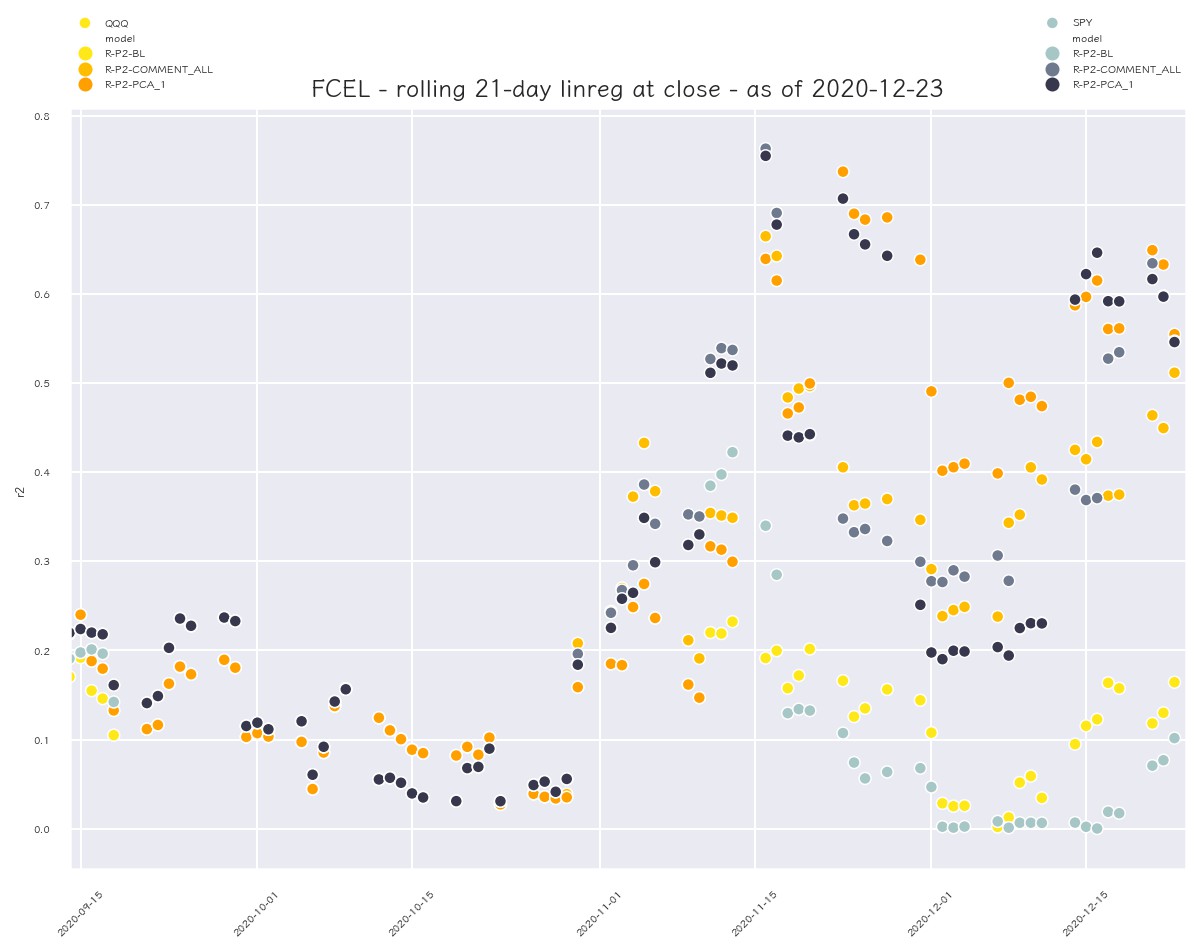 QQQ
model
R-P2-BL
R-P2-COMMENT_ALL
R-P2-PCA_1
SPY
model
R-P2-BL
R-P2-COMMENT_ALL
R-P2-PCA_1
FCEL - rolling 21-day linreg at close - as of 2020-12-23
0.8
0.7
0.6
0.5
0.4
0.3
0.2
0.1
0.0
r2
2020-09-15
2020-10-01
2020-10-15
2020-11-01
2020-11-15
2020-12-01
2020-12-15